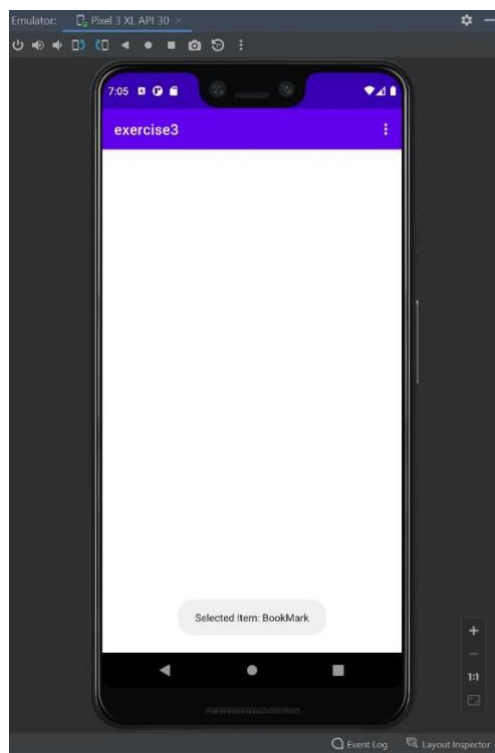 Emulator: Pixel 3 XL API 30
7:05
exercise3
Selected Item: BookMark
1:1
Event Log Layout Inspector